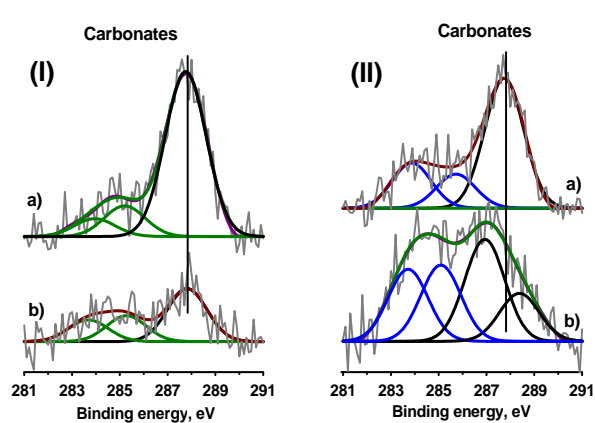 Carbonates
(I)
a)
b)
281 283 285 287 289 291
Binding energy, eV
Carbonates
(II)
a)
b)
281 283 285 287 289 291
Binding energy, eV